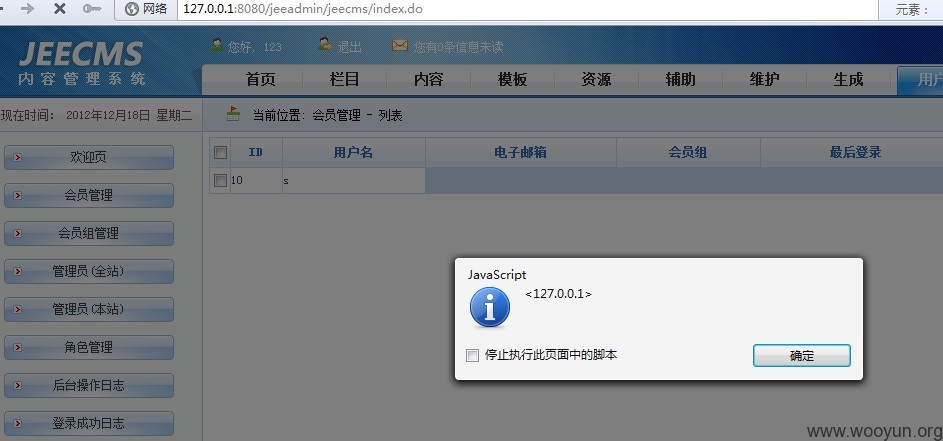 网络 127.0.0.1:8080/jeeadmin/jeecms/index.do 元素：
JEECMS
内容管理系统
您好，123 退出 您有0条信息未读
首页 栏目 内容 模板 资源 辅助 维护 生成
现在时间： 2012年12月18日 星期二
当前位置: 会员管理 - 列表
欢迎页
会员管理
会员组管理
管理员(全站)
管理员(本站)
角色管理
后台操作日志
登录成功日志
ID 用户名 电子邮箱 会员组 最后登录
10 s
JavaScript
<127.0.0.1>
停止执行此页面中的脚本
确定
www.wooyun.org